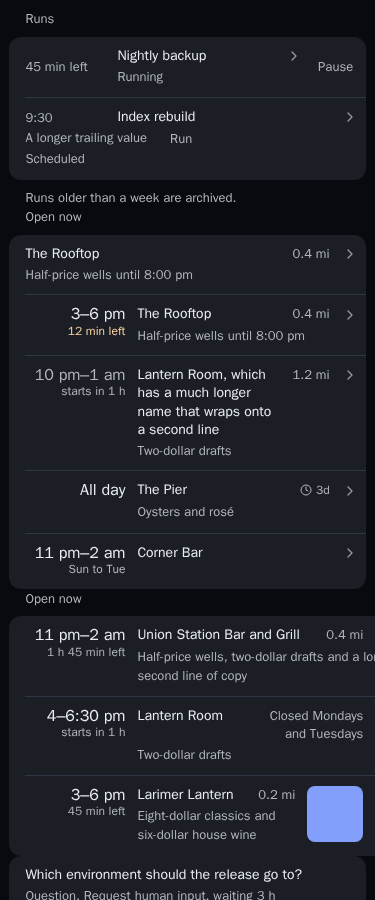 Runs
45 min left
Nightly backup
Running
Pause
9:30
Index rebuild
A longer trailing value
Run
Scheduled
Runs older than a week are archived.
Open now
The Rooftop
0.4 mi
Half-price wells until 8:00 pm
3–6 pm
The Rooftop
0.4 mi
12 min left
Half-price wells until 8:00 pm
10 pm–1 am
Lantern Room, which
1.2 mi
starts in 1 h
has a much longer
name that wraps onto
a second line
Two-dollar drafts
All day
The Pier
3d
Oysters and rosé
11 pm–2 am
Corner Bar
Sun to Tue
Open now
11 pm–2 am
Union Station Bar and Grill
0.4 mi
1 h 45 min left
Half-price wells, two-dollar drafts and a
second line of copy
4–6:30 pm
Lantern Room
Closed Mondays
starts in 1 h
and Tuesdays
Two-dollar drafts
3–6 pm
Larimer Lantern
0.2 mi
45 min left
Eight-dollar classics and
six-dollar house wine
Which environment should the release go to?
Question. Request human input. waiting 3 h